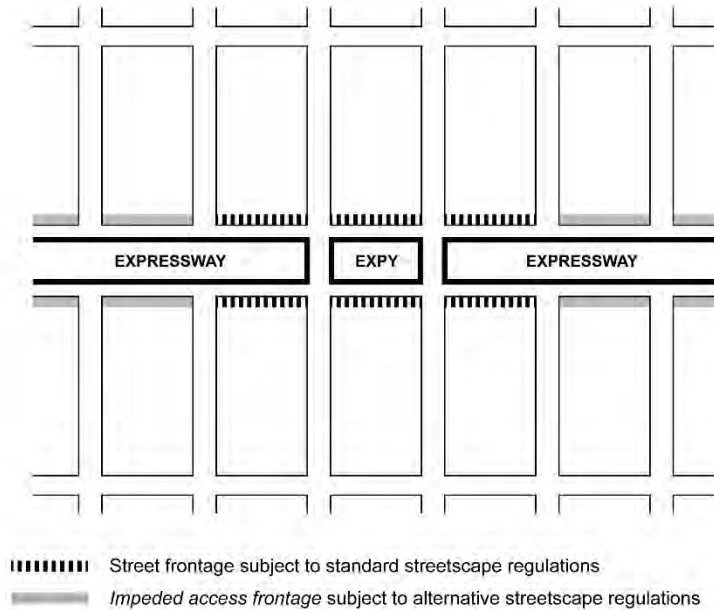 EXPRESSWAY EXPY EXPRESSWAY
Street frontage subject to standard streetscape regulations
Impeded access frontage subject to alternative streetscape regulations